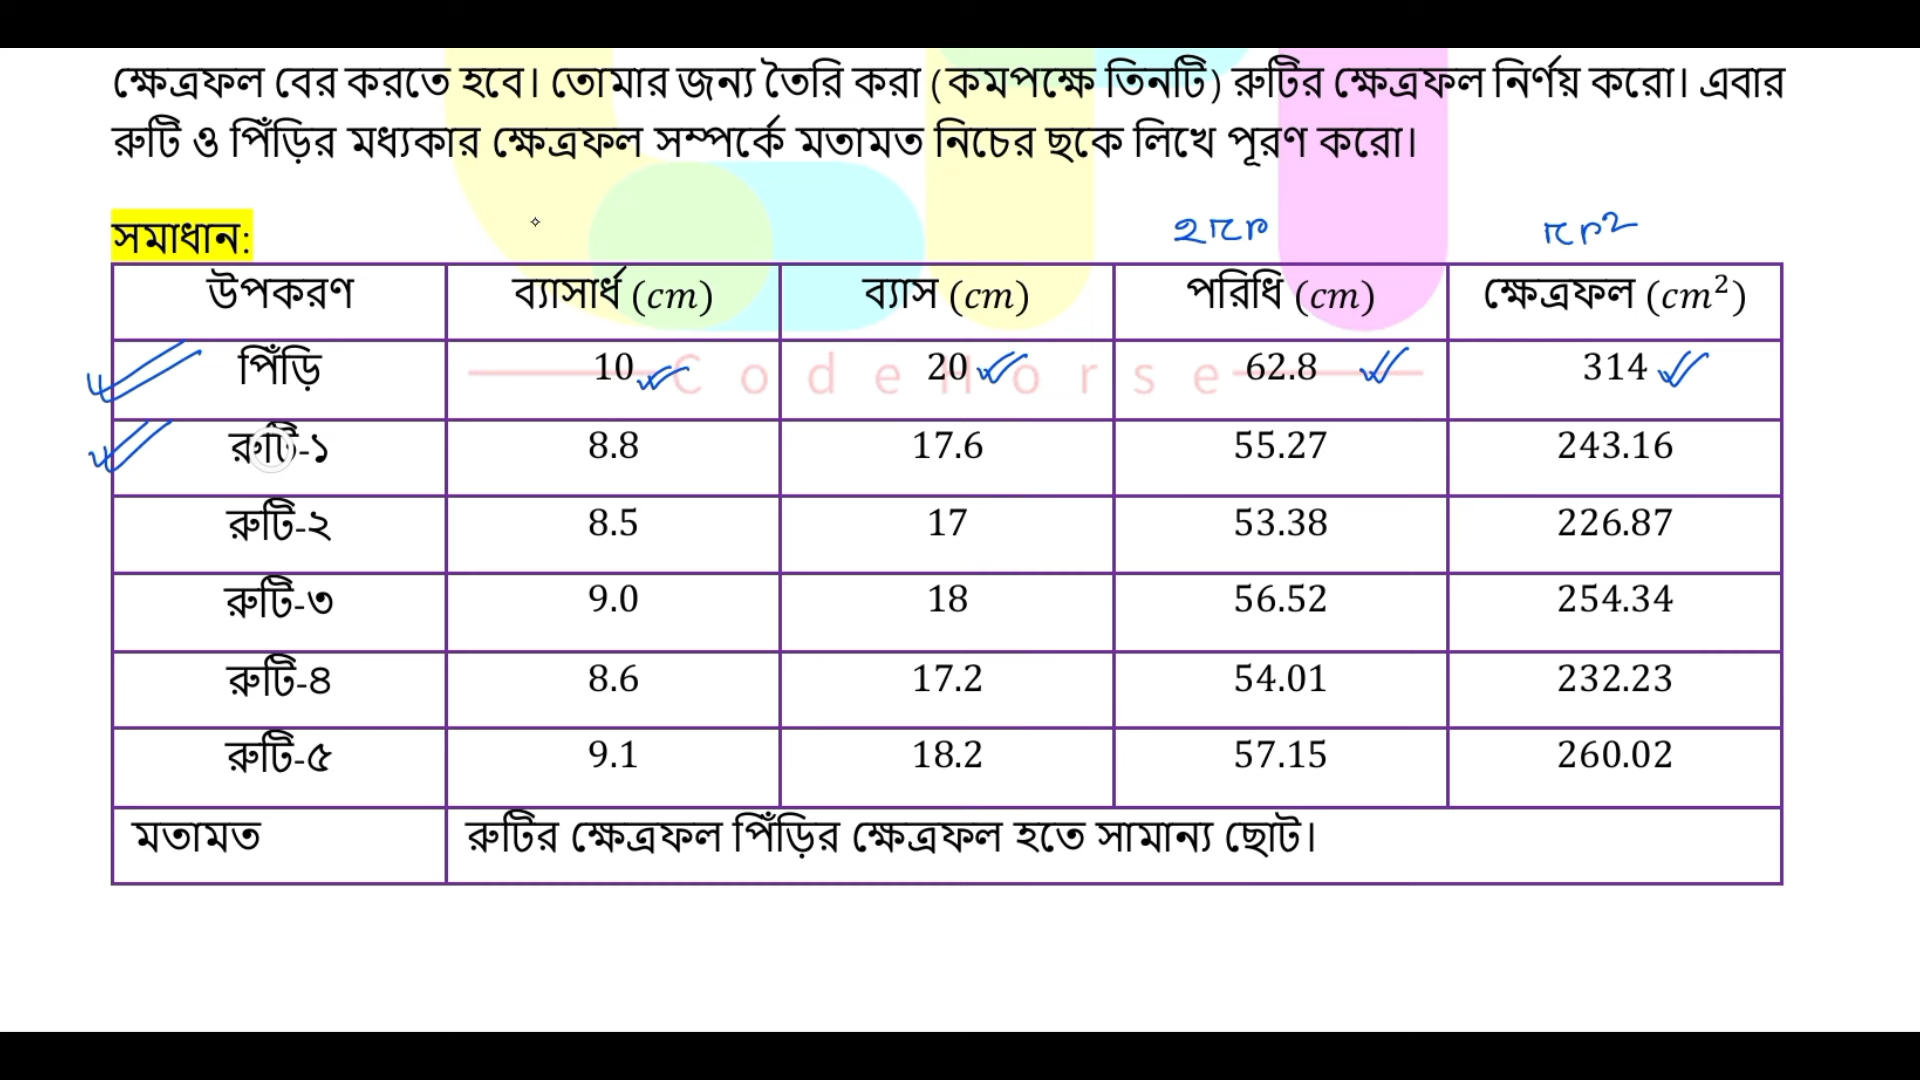 ক্ষেত্রফল বের করতে হবে। তোমার জন্য তৈরি করা (কমপক্ষে তিনটি) রুটির ক্ষেত্রফল নির্ণয় করো। এবার
রুটি ও পিঁড়ির মধ্যকার ক্ষেত্রফল সম্পর্কে মতামত নিচের ছকে লিখে পূরণ করো।
সমাধান:
2πr πr²
উপকরণ ব্যাসার্ধ (cm) ব্যাস (cm) পরিধি (cm) ক্ষেত্রফল (cm²)
পিঁড়ি 10 20 62.8 314
CodeHorse
রুটি-১ 8.8 17.6 55.27 243.16
রুটি-২ 8.5 17 53.38 226.87
রুটি-৩ 9.0 18 56.52 254.34
রুটি-৪ 8.6 17.2 54.01 232.23
রুটি-৫ 9.1 18.2 57.15 260.02
মতামত রুটির ক্ষেত্রফল পিঁড়ির ক্ষেত্রফল হতে সামান্য ছোট।